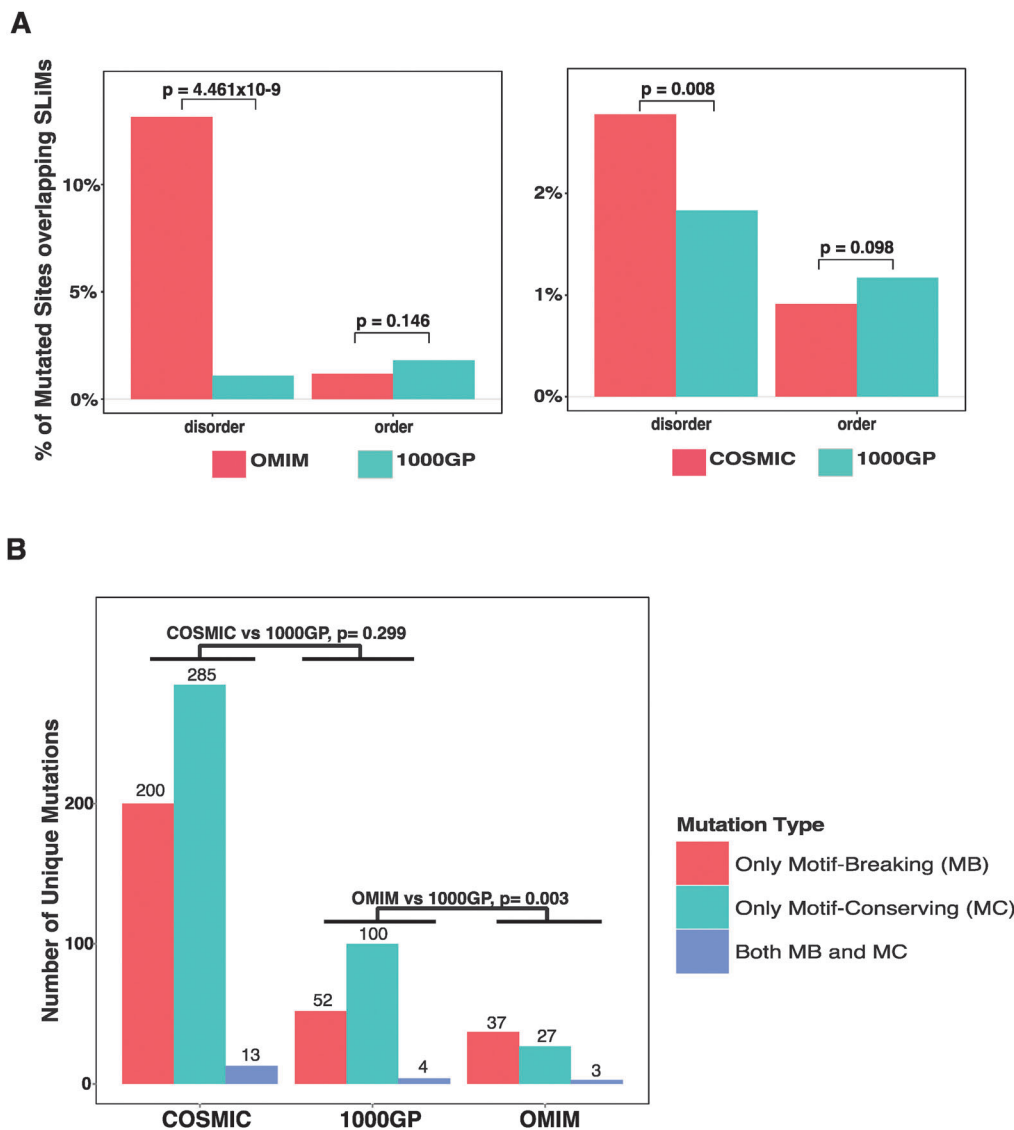 A
% of Mutated Sites overlapping SLiMs
p = 4.461x10-9
10%
5%
p = 0.146
0%
disorder
order
OMIM
1000GP
p = 0.008
2%
p = 0.098
1%
0%
disorder
order
COSMIC
1000GP
B
Number of Unique Mutations
COSMIC vs 1000GP, p= 0.299
285
200
200
OMIM vs 1000GP, p= 0.003
100
100
52
37
27
13
4
3
0
COSMIC
1000GP
OMIM
Mutation Type
Only Motif-Breaking (MB)
Only Motif-Conserving (MC)
Both MB and MC